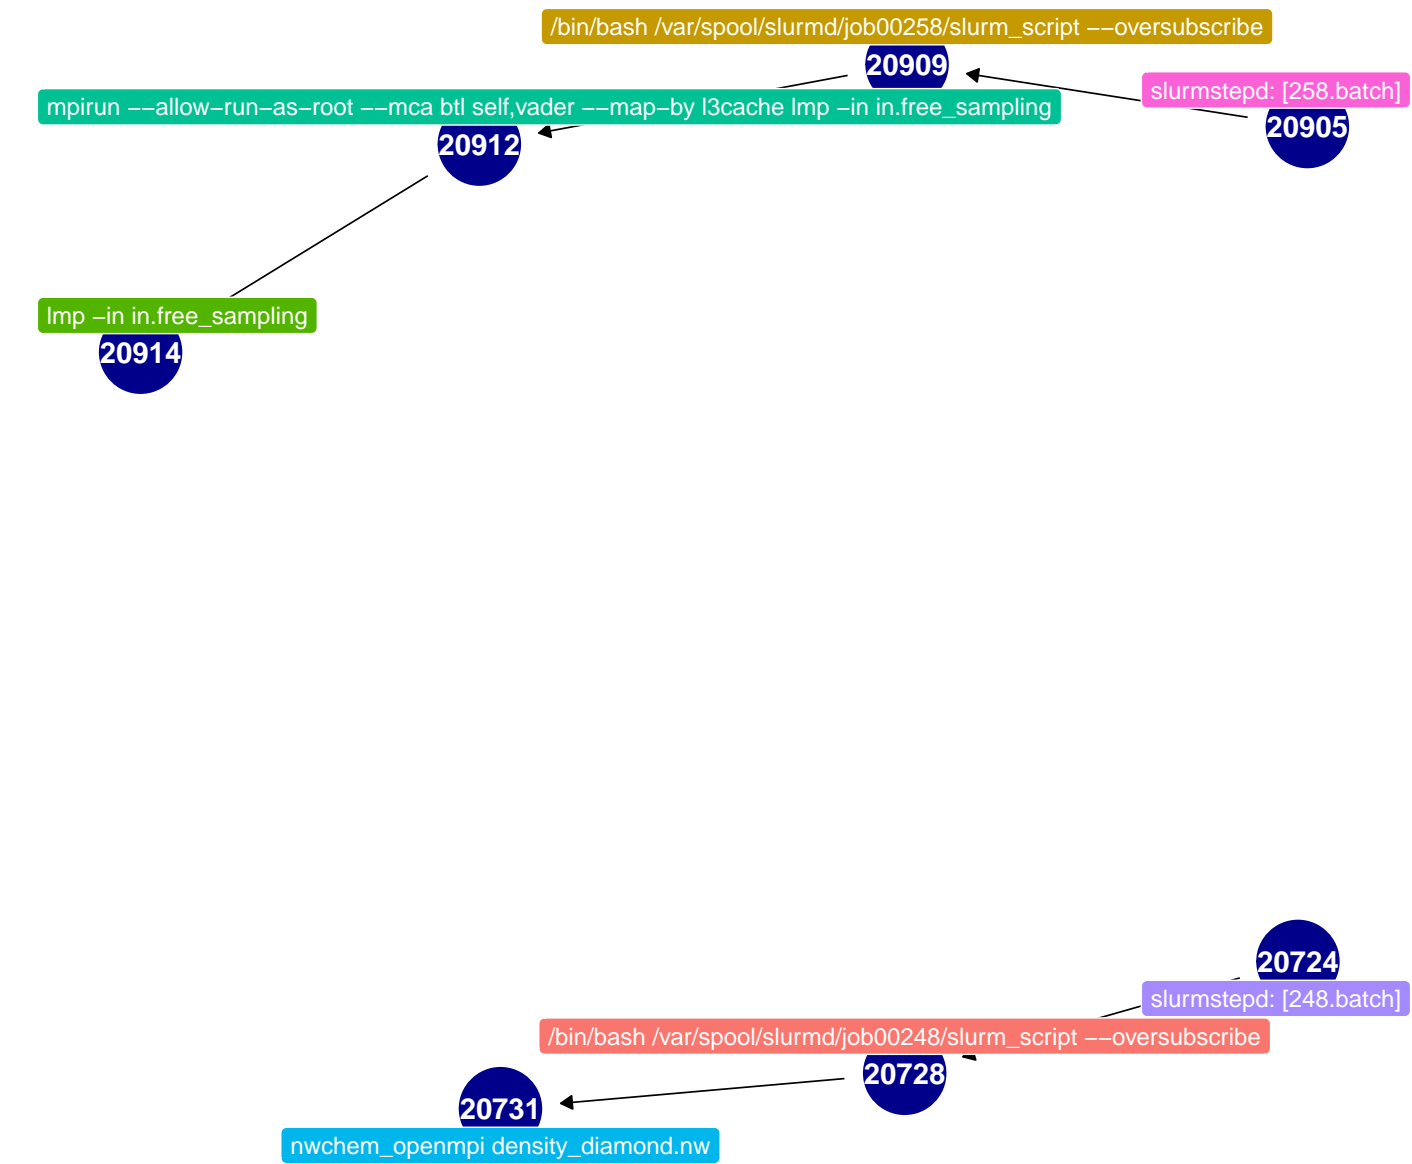 /bin/bash /var/spool/slurmd/job00258/slurm_script −−oversubscribe
20909
slurmstepd: [258.batch]
20905
mpirun −−allow−run−as−root −−mca btl self,vader −−map−by l3cache lmp −in in.free_sampling
20912
lmp −in in.free_sampling
20914
20724
slurmstepd: [248.batch]
/bin/bash /var/spool/slurmd/job00248/slurm_script −−oversubscribe
20728
20731
nwchem_openmpi density_diamond.nw